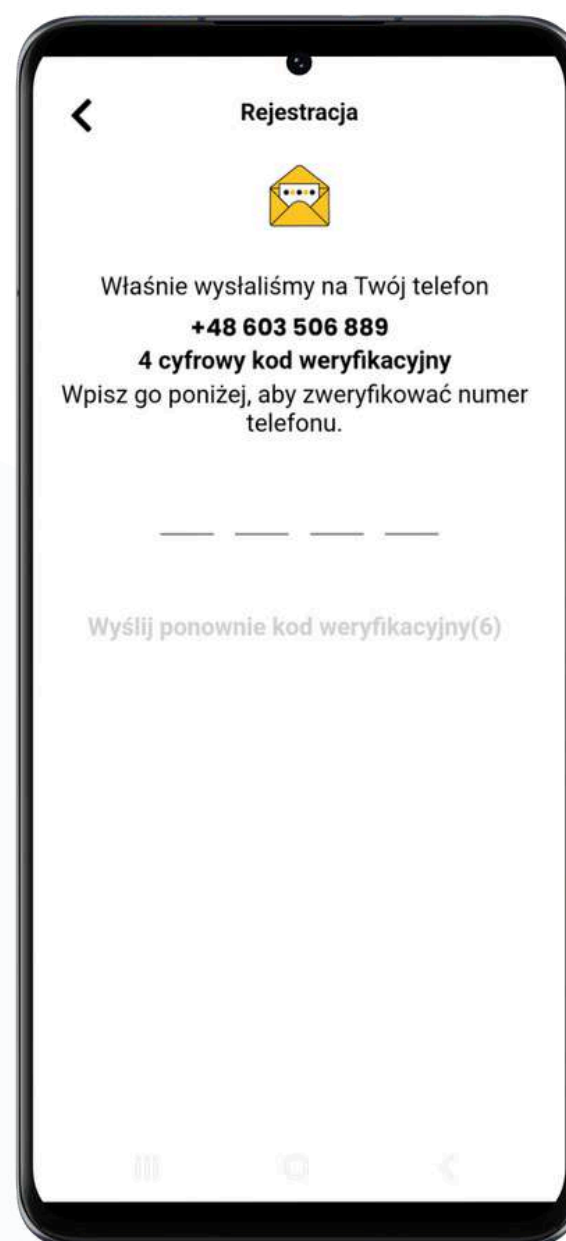 Rejestracja
Właśnie wysłaliśmy na Twój telefon
+48 603 506 889
4 cyfrowy kod weryfikacyjny
Wpisz go poniżej, aby zweryfikować numer
telefonu.
Wyślij ponownie kod weryfikacyjny(6)